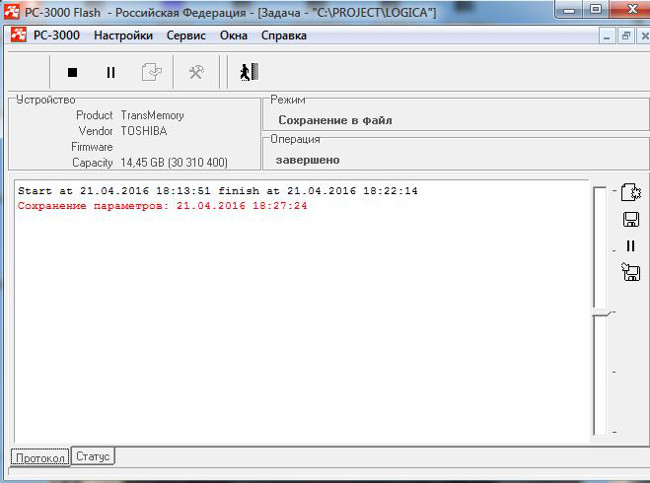 PC-3000 Flash - Российская Федерация - [Задача - "C:\PROJECT\LOGICA"]
PC-3000 Настройки Сервис Окна Справка
Устройство
Product TransMemory
Vendor TOSHIBA
Firmware
Capacity 14,45 GB (30 310 400)
Режим
Сохранение в файл
Операция
завершено
Start at 21.04.2016 18:13:51 finish at 21.04.2016 18:22:14
Сохранение параметров: 21.04.2016 18:27:24
Протокол Статус